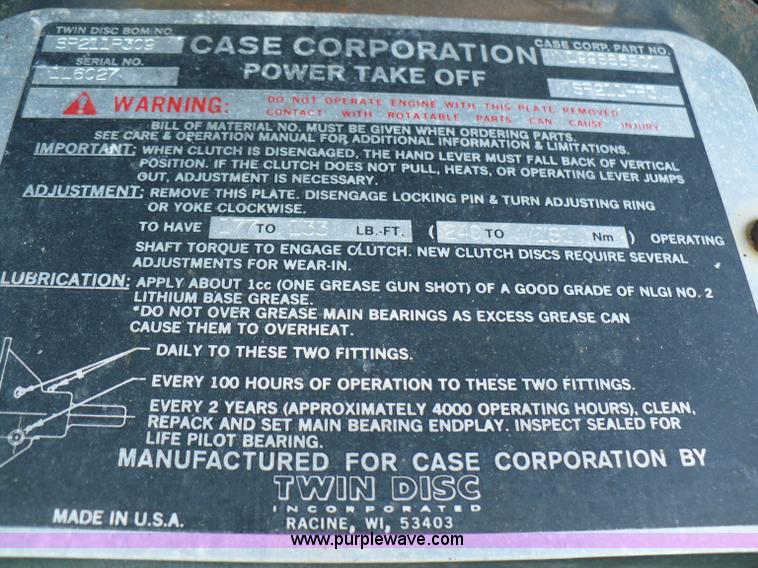 TWIN DISC BOM NO.
SP211P309
SERIAL NO.
1L6027
CASE CORPORATION
POWER TAKE OFF
CASE CORP. PART NO.
WARNING:
DO NOT OPERATE ENGINE WITH THIS PLATE REMOVED
CONTACT WITH ROTATABLE PARTS CAN CAUSE INJURY
BILL OF MATERIAL NO. MUST BE GIVEN WHEN ORDERING PARTS.
SEE CARE & OPERATION MANUAL FOR ADDITIONAL INFORMATION & LIMITATIONS.
IMPORTANT: WHEN CLUTCH IS DISENGAGED, THE HAND LEVER MUST FALL BACK OF VERTICAL
POSITION. IF THE CLUTCH DOES NOT PULL, HEATS, OR OPERATING LEVER JUMPS
OUT, ADJUSTMENT IS NECESSARY.
ADJUSTMENT: REMOVE THIS PLATE. DISENGAGE LOCKING PIN & TURN ADJUSTING RING
OR YOKE CLOCKWISE.
TO HAVE 177 TO 133 LB.-FT. (240 TO 181 Nm) OPERATING
SHAFT TORQUE TO ENGAGE CLUTCH. NEW CLUTCH DISCS REQUIRE SEVERAL
ADJUSTMENTS FOR WEAR-IN.
LUBRICATION: APPLY ABOUT 1cc (ONE GREASE GUN SHOT) OF A GOOD GRADE OF NLGI NO. 2
LITHIUM BASE GREASE.
*DO NOT OVER GREASE MAIN BEARINGS AS EXCESS GREASE CAN
CAUSE THEM TO OVERHEAT.
DAILY TO THESE TWO FITTINGS.
EVERY 100 HOURS OF OPERATION TO THESE TWO FITTINGS.
EVERY 2 YEARS (APPROXIMATELY 4000 OPERATING HOURS), CLEAN,
REPACK AND SET MAIN BEARING ENDPLAY. INSPECT SEALED FOR
LIFE PILOT BEARING.
MANUFACTURED FOR CASE CORPORATION BY
TWIN DISC
INCORPORATED
MADE IN U.S.A.
RACINE, WI, 53403
www.purplewave.com